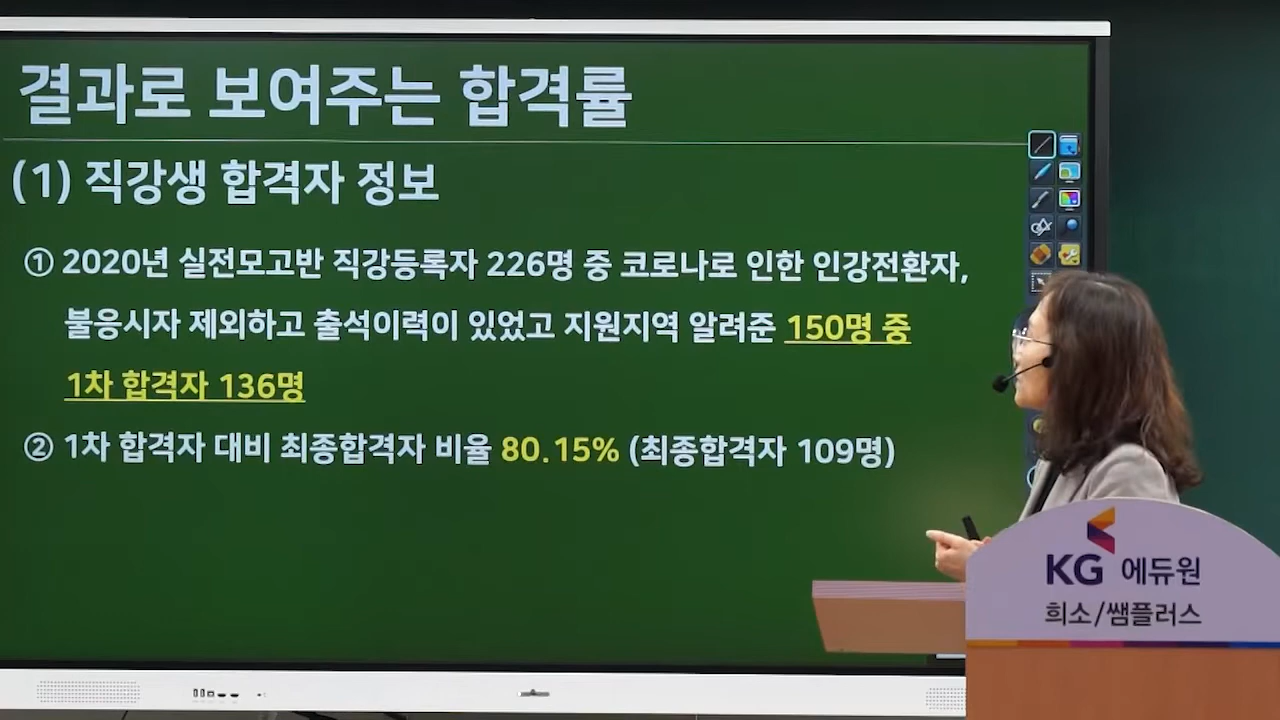 결과로 보여주는 합격률
(1) 직강생 합격자 정보
① 2020년 실전모고반 직강등록자 226명 중 코로나로 인한 인강전환자,
불응시자 제외하고 출석이력이 있었고 지원지역 알려준 150명 중
1차 합격자 136명
② 1차 합격자 대비 최종합격자 비율 80.15% (최종합격자 109명)
KG 에듀원
희소/쌤플러스